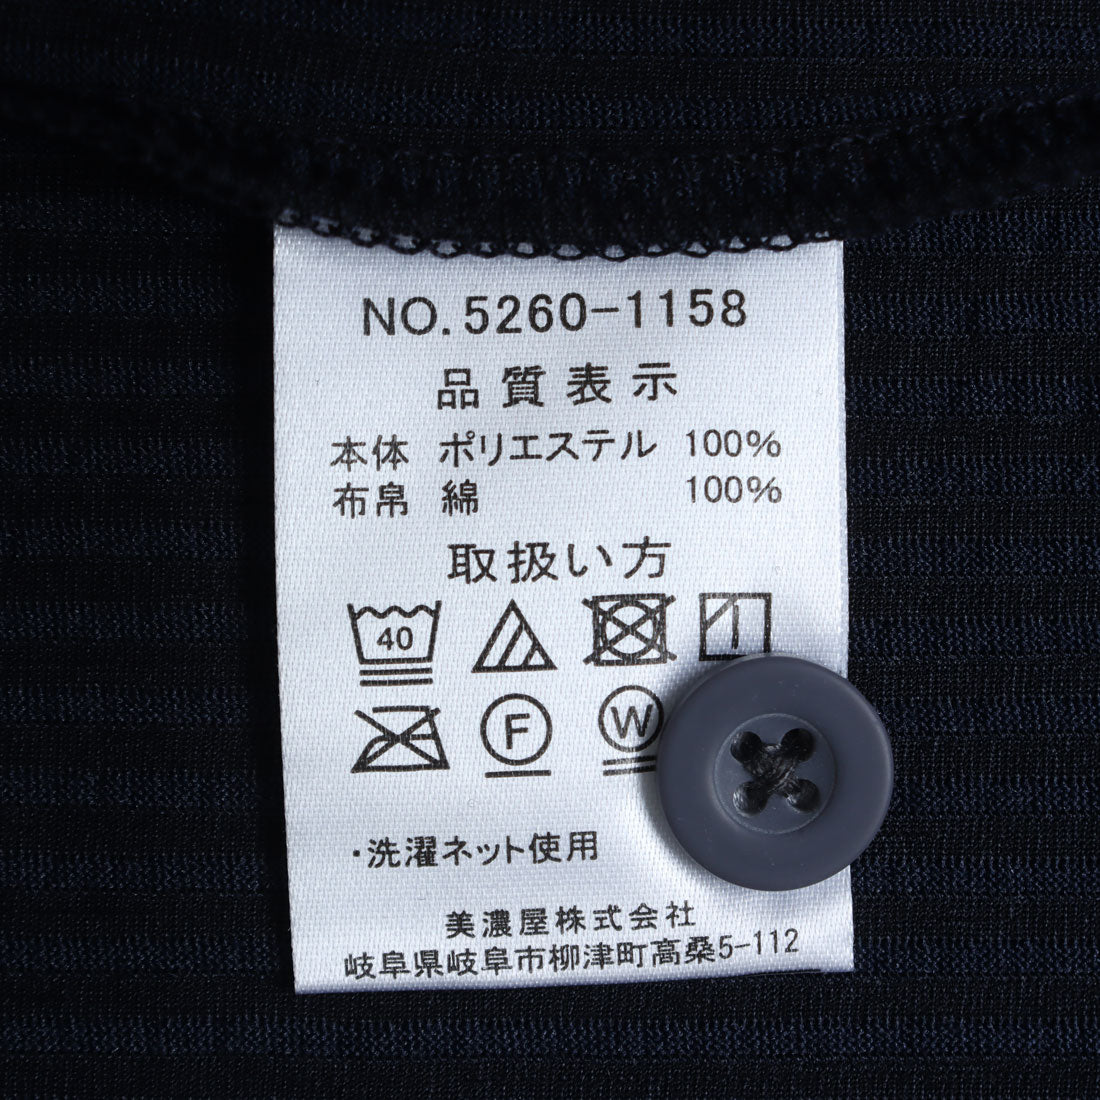 NO.5260-1158
品質表示
本体 ポリエステル 100%
布帛 綿 100%
取扱い方
40
F W
・洗濯ネット使用
美濃屋株式会社
岐阜県岐阜市柳津町高桑5-112